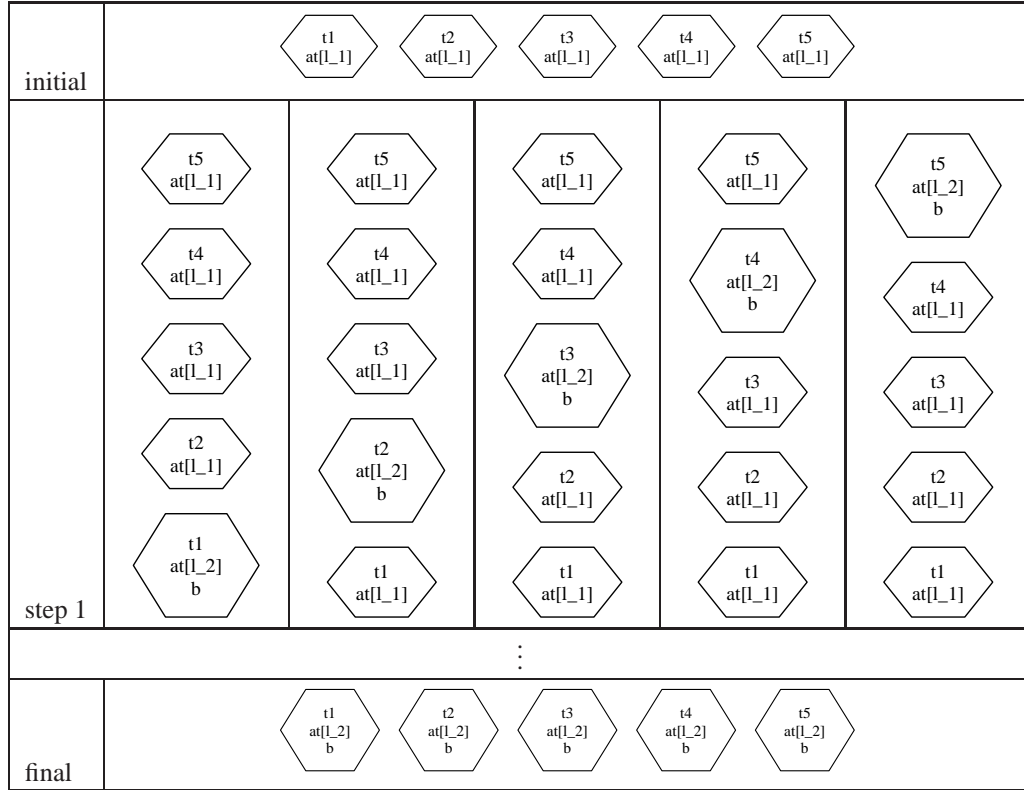 t1
at[l_1]
t2
at[l_1]
t3
at[l_1]
t4
at[l_1]
t5
at[l_1]
initial
t5
at[l_1]
t4
at[l_1]
t3
at[l_1]
t2
at[l_1]
t1
at[l_2]
b
t5
at[l_1]
t4
at[l_1]
t3
at[l_1]
t2
at[l_2]
b
t1
at[l_1]
t5
at[l_1]
t4
at[l_1]
t3
at[l_2]
b
t2
at[l_1]
t1
at[l_1]
t5
at[l_1]
t4
at[l_2]
b
t3
at[l_1]
t2
at[l_1]
t1
at[l_1]
t5
at[l_2]
b
t4
at[l_1]
t3
at[l_1]
t2
at[l_1]
t1
at[l_1]
step 1
⋮
t1
at[l_2]
b
t2
at[l_2]
b
t3
at[l_2]
b
t4
at[l_2]
b
t5
at[l_2]
b
final